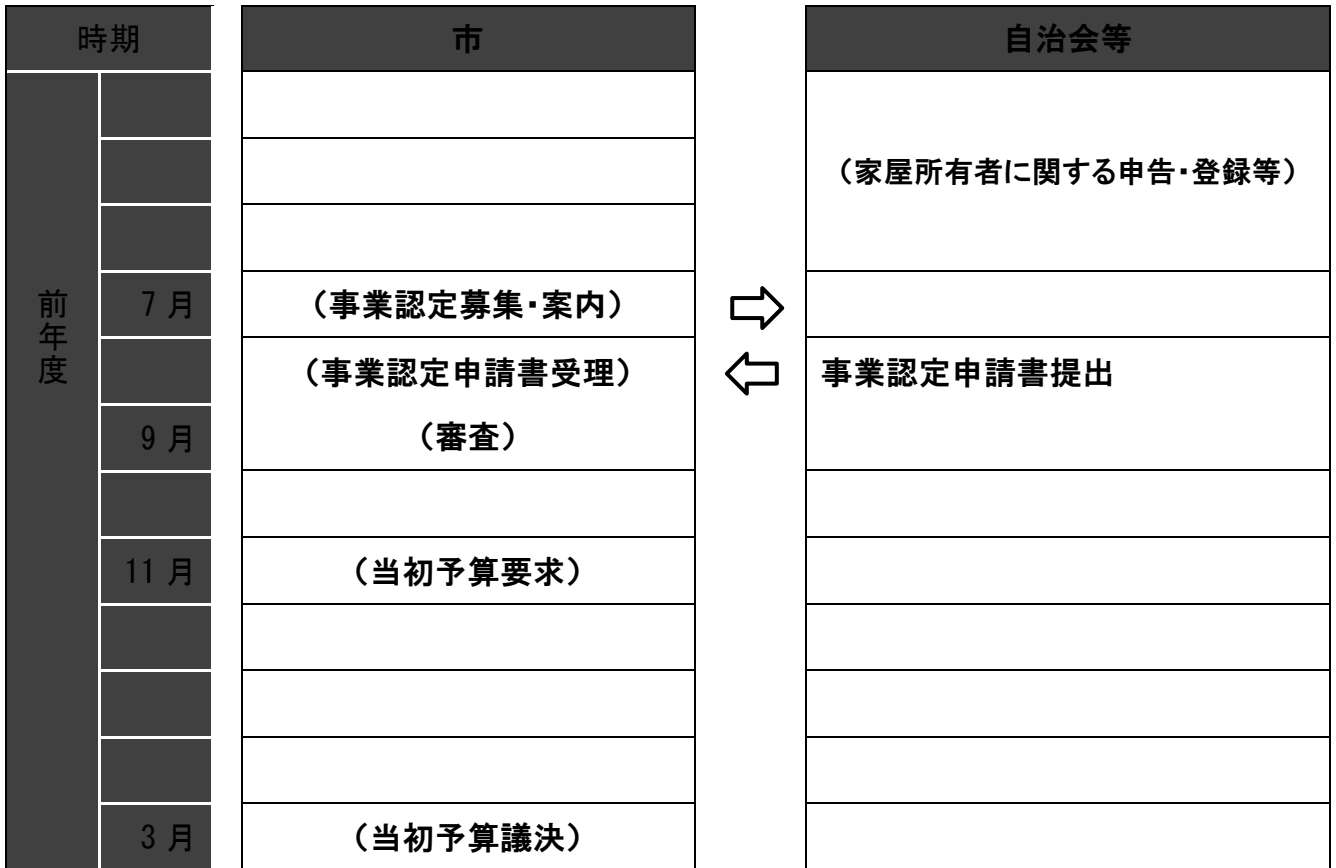 時期 市 自治会等
(家屋所有者に関する申告・登録等)
前年度
7 月 (事業認定募集・案内)
(事業認定申請書受理) 事業認定申請書提出
9 月 (審査)
11 月 (当初予算要求)
3 月 (当初予算議決)